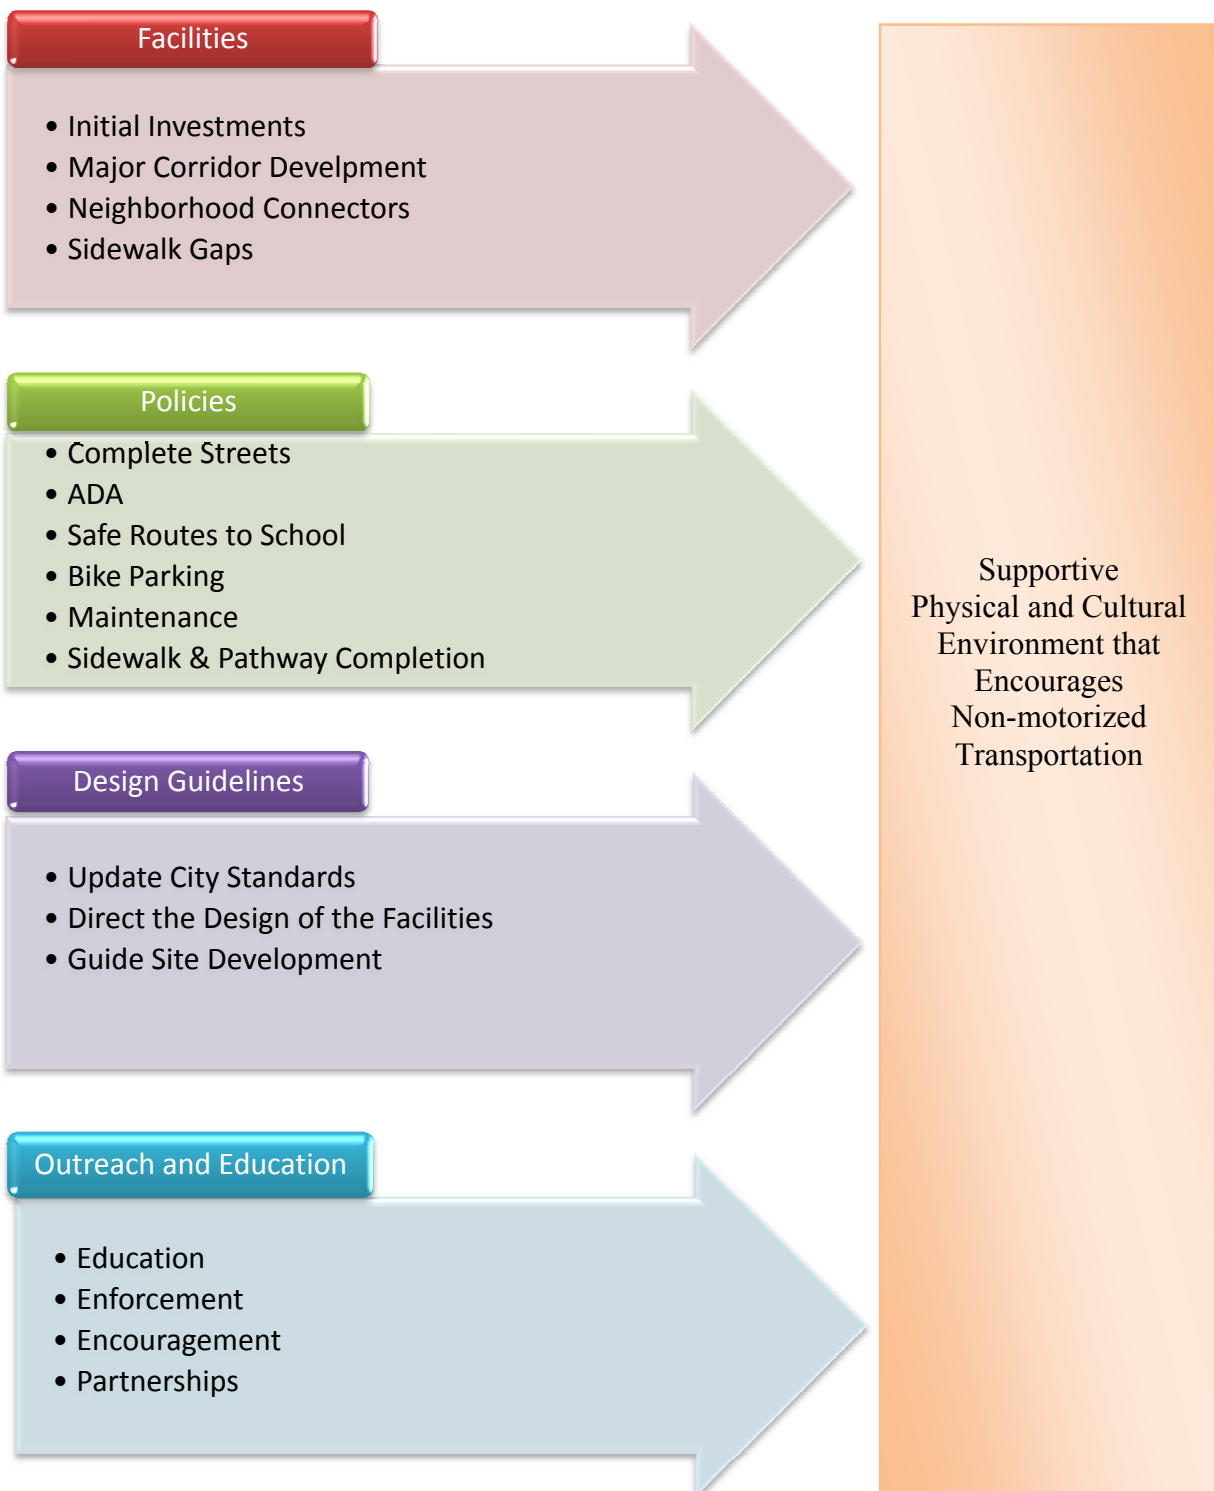 Facilities
• Initial Investments
• Major Corridor Develpment
• Neighborhood Connectors
• Sidewalk Gaps
Policies
• Complete Streets
• ADA
• Safe Routes to School
• Bike Parking
• Maintenance
• Sidewalk & Pathway Completion
Design Guidelines
• Update City Standards
• Direct the Design of the Facilities
• Guide Site Development
Outreach and Education
• Education
• Enforcement
• Encouragement
• Partnerships
Supportive
Physical and Cultural
Environment that
Encourages
Non-motorized
Transportation